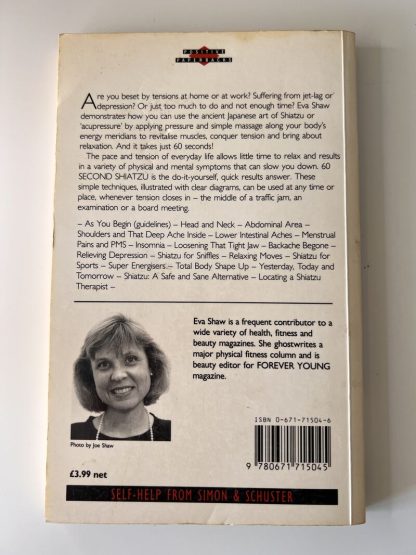 POSITIVE
PAPERBACKS
Are you beset by tensions at home or at work? Suffering from jet-lag or
depression? Or just too much to do and not enough time? Eva Shaw
demonstrates how you can use the ancient Japanese art of Shiatzu or
'acupressure' by applying pressure and simple massage along your body's
energy meridians to revitalise muscles, conquer tension and bring about
relaxation. And it takes just 60 seconds!
The pace and tension of everyday life allows little time to relax and results
in a variety of physical and mental symptoms that can slow you down. 60
SECOND SHIATZU is the do-it-yourself, quick results answer. These
simple techniques, illustrated with clear diagrams, can be used at any time or
place, whenever tension closes in – the middle of a traffic jam, an
examination or a board meeting.
– As You Begin (guidelines) – Head and Neck – Abdominal Area –
Shoulders and That Deep Ache Inside – Lower Intestinal Aches – Menstrual
Pains and PMS – Insomnia – Loosening That Tight Jaw – Backache Begone –
Relieving Depression – Shiatzu for Sniffles – Relaxing Moves – Shiatzu for
Sports – Super Energisers – Total Body Shape Up – Yesterday, Today and
Tomorrow – Shiatzu: A Safe and Sane Alternative – Locating a Shiatzu
Therapist –
Eva Shaw is a frequent contributor to a
wide variety of health, fitness and
beauty magazines. She ghostwrites a
major physical fitness column and is
beauty editor for FOREVER YOUNG
magazine.
Photo by Joe Shaw
ISBN 0-671-71504-6
9 780671 715045
£3.99 net
SELF-HELP FROM SIMON & SCHUSTER